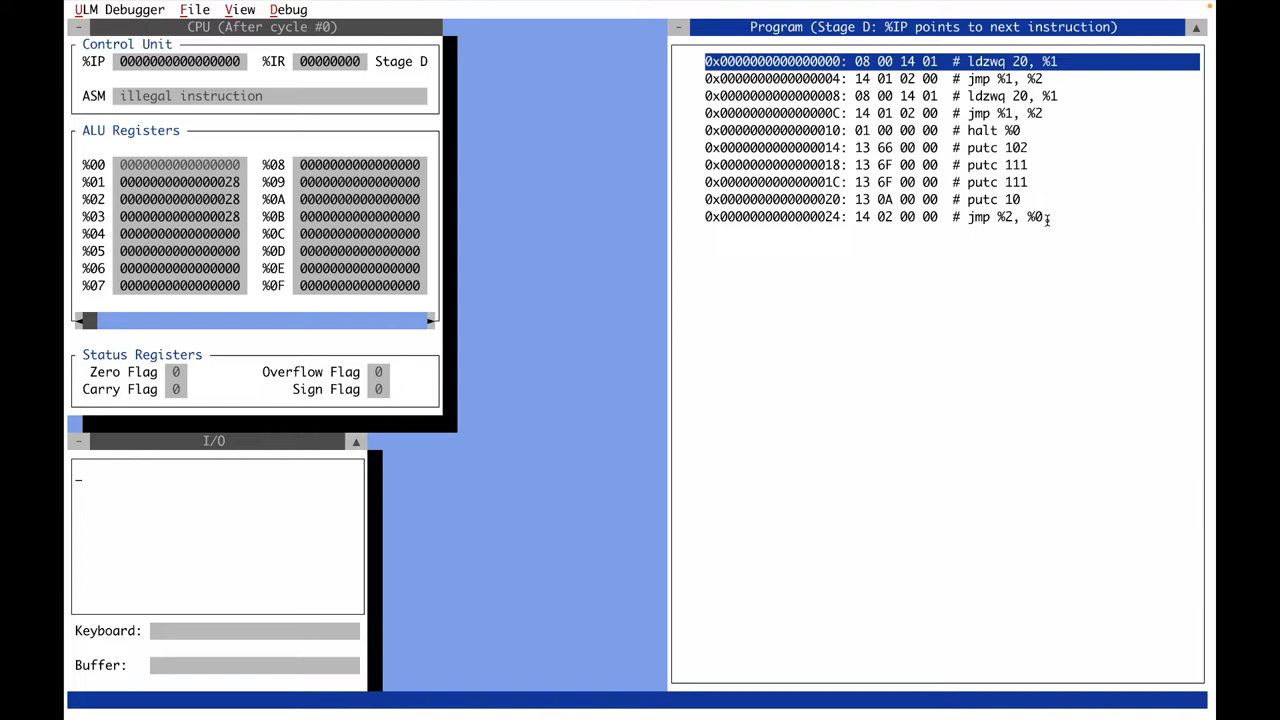 ULM Debugger File View Debug
CPU (After cycle #0)
Control Unit
%IP 0000000000000000 %IR 00000000 Stage D
ASM illegal instruction
ALU Registers
%00 0000000000000000 %08 0000000000000000
%01 0000000000000028 %09 0000000000000000
%02 0000000000000028 %0A 0000000000000000
%03 0000000000000028 %0B 0000000000000000
%04 0000000000000000 %0C 0000000000000000
%05 0000000000000000 %0D 0000000000000000
%06 0000000000000000 %0E 0000000000000000
%07 0000000000000000 %0F 0000000000000000
Status Registers
Zero Flag 0 Overflow Flag 0
Carry Flag 0 Sign Flag 0
I/O
_
Keyboard:
Buffer:
Program (Stage D: %IP points to next instruction)
0x0000000000000000: 08 00 14 01 # ldzwq 20, %1
0x0000000000000004: 14 01 02 00 # jmp %1, %2
0x0000000000000008: 08 00 14 01 # ldzwq 20, %1
0x000000000000000C: 14 01 02 00 # jmp %1, %2
0x0000000000000010: 01 00 00 00 # halt %0
0x0000000000000014: 13 66 00 00 # putc 102
0x0000000000000018: 13 6F 00 00 # putc 111
0x000000000000001C: 13 6F 00 00 # putc 111
0x0000000000000020: 13 0A 00 00 # putc 10
0x0000000000000024: 14 02 00 00 # jmp %2, %0